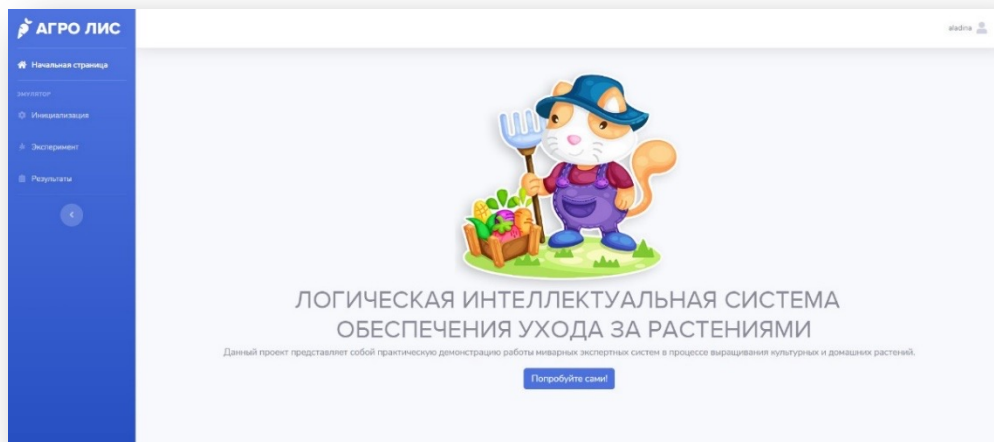 АГРО ЛИС
aladina
Начальная страница
ЭМУЛЯТОР
Инициализация
Эксперимент
Результаты
ЛОГИЧЕСКАЯ ИНТЕЛЛЕКТУАЛЬНАЯ СИСТЕМА
ОБЕСПЕЧЕНИЯ УХОДА ЗА РАСТЕНИЯМИ
Данный проект представляет собой практическую демонстрацию работы миварных экспертных систем в процессе выращивания культурных и домашних растений.
Попробуйте сами!